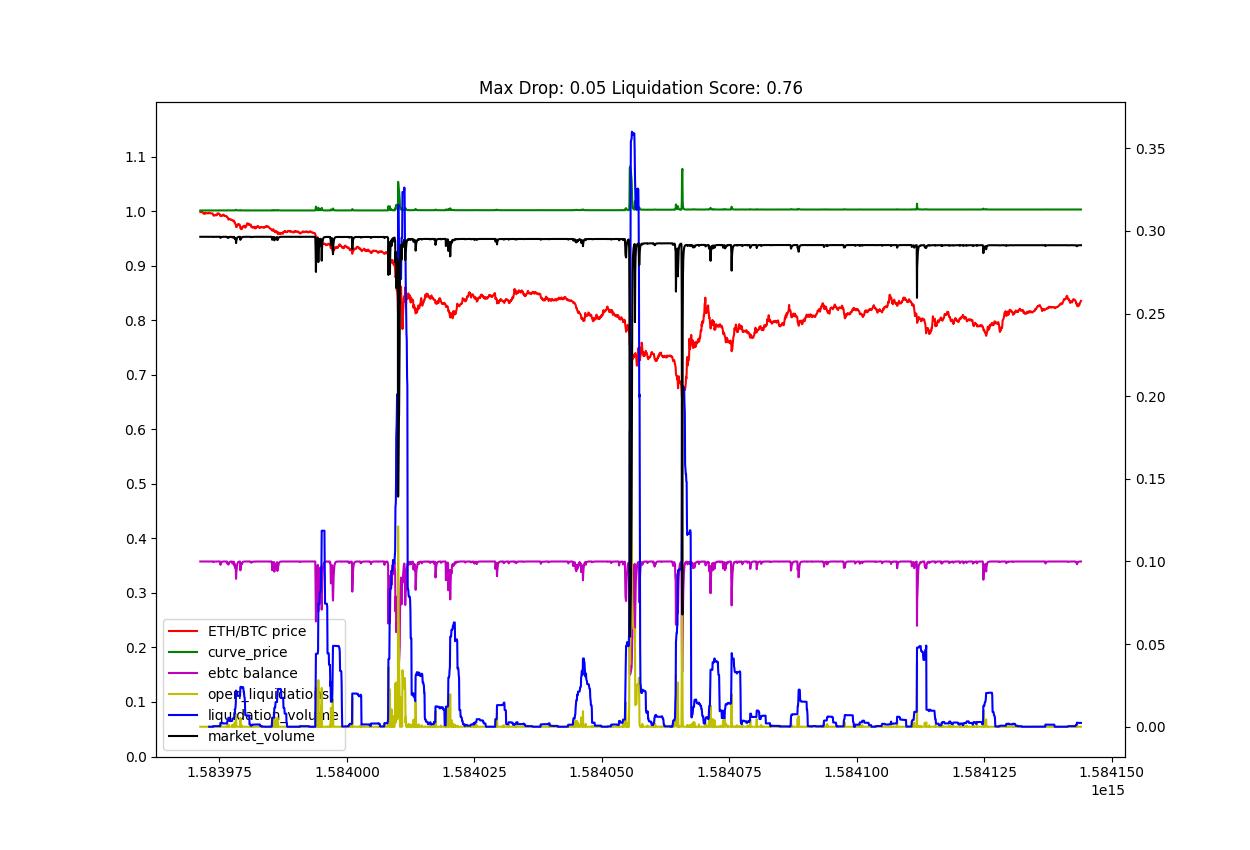 Max Drop: 0.05 Liquidation Score: 0.76
1.1
1.0
0.9
0.8
0.7
0.6
0.5
0.4
0.3
0.2
0.1
0.0
0.35
0.30
0.25
0.20
0.15
0.10
0.05
0.00
ETH/BTC price
curve_price
ebtc balance
open_liquidations
liquidation_volume
market_volume
1.583975 1.584000 1.584025 1.584050 1.584075 1.584100 1.584125 1.584150
1e15